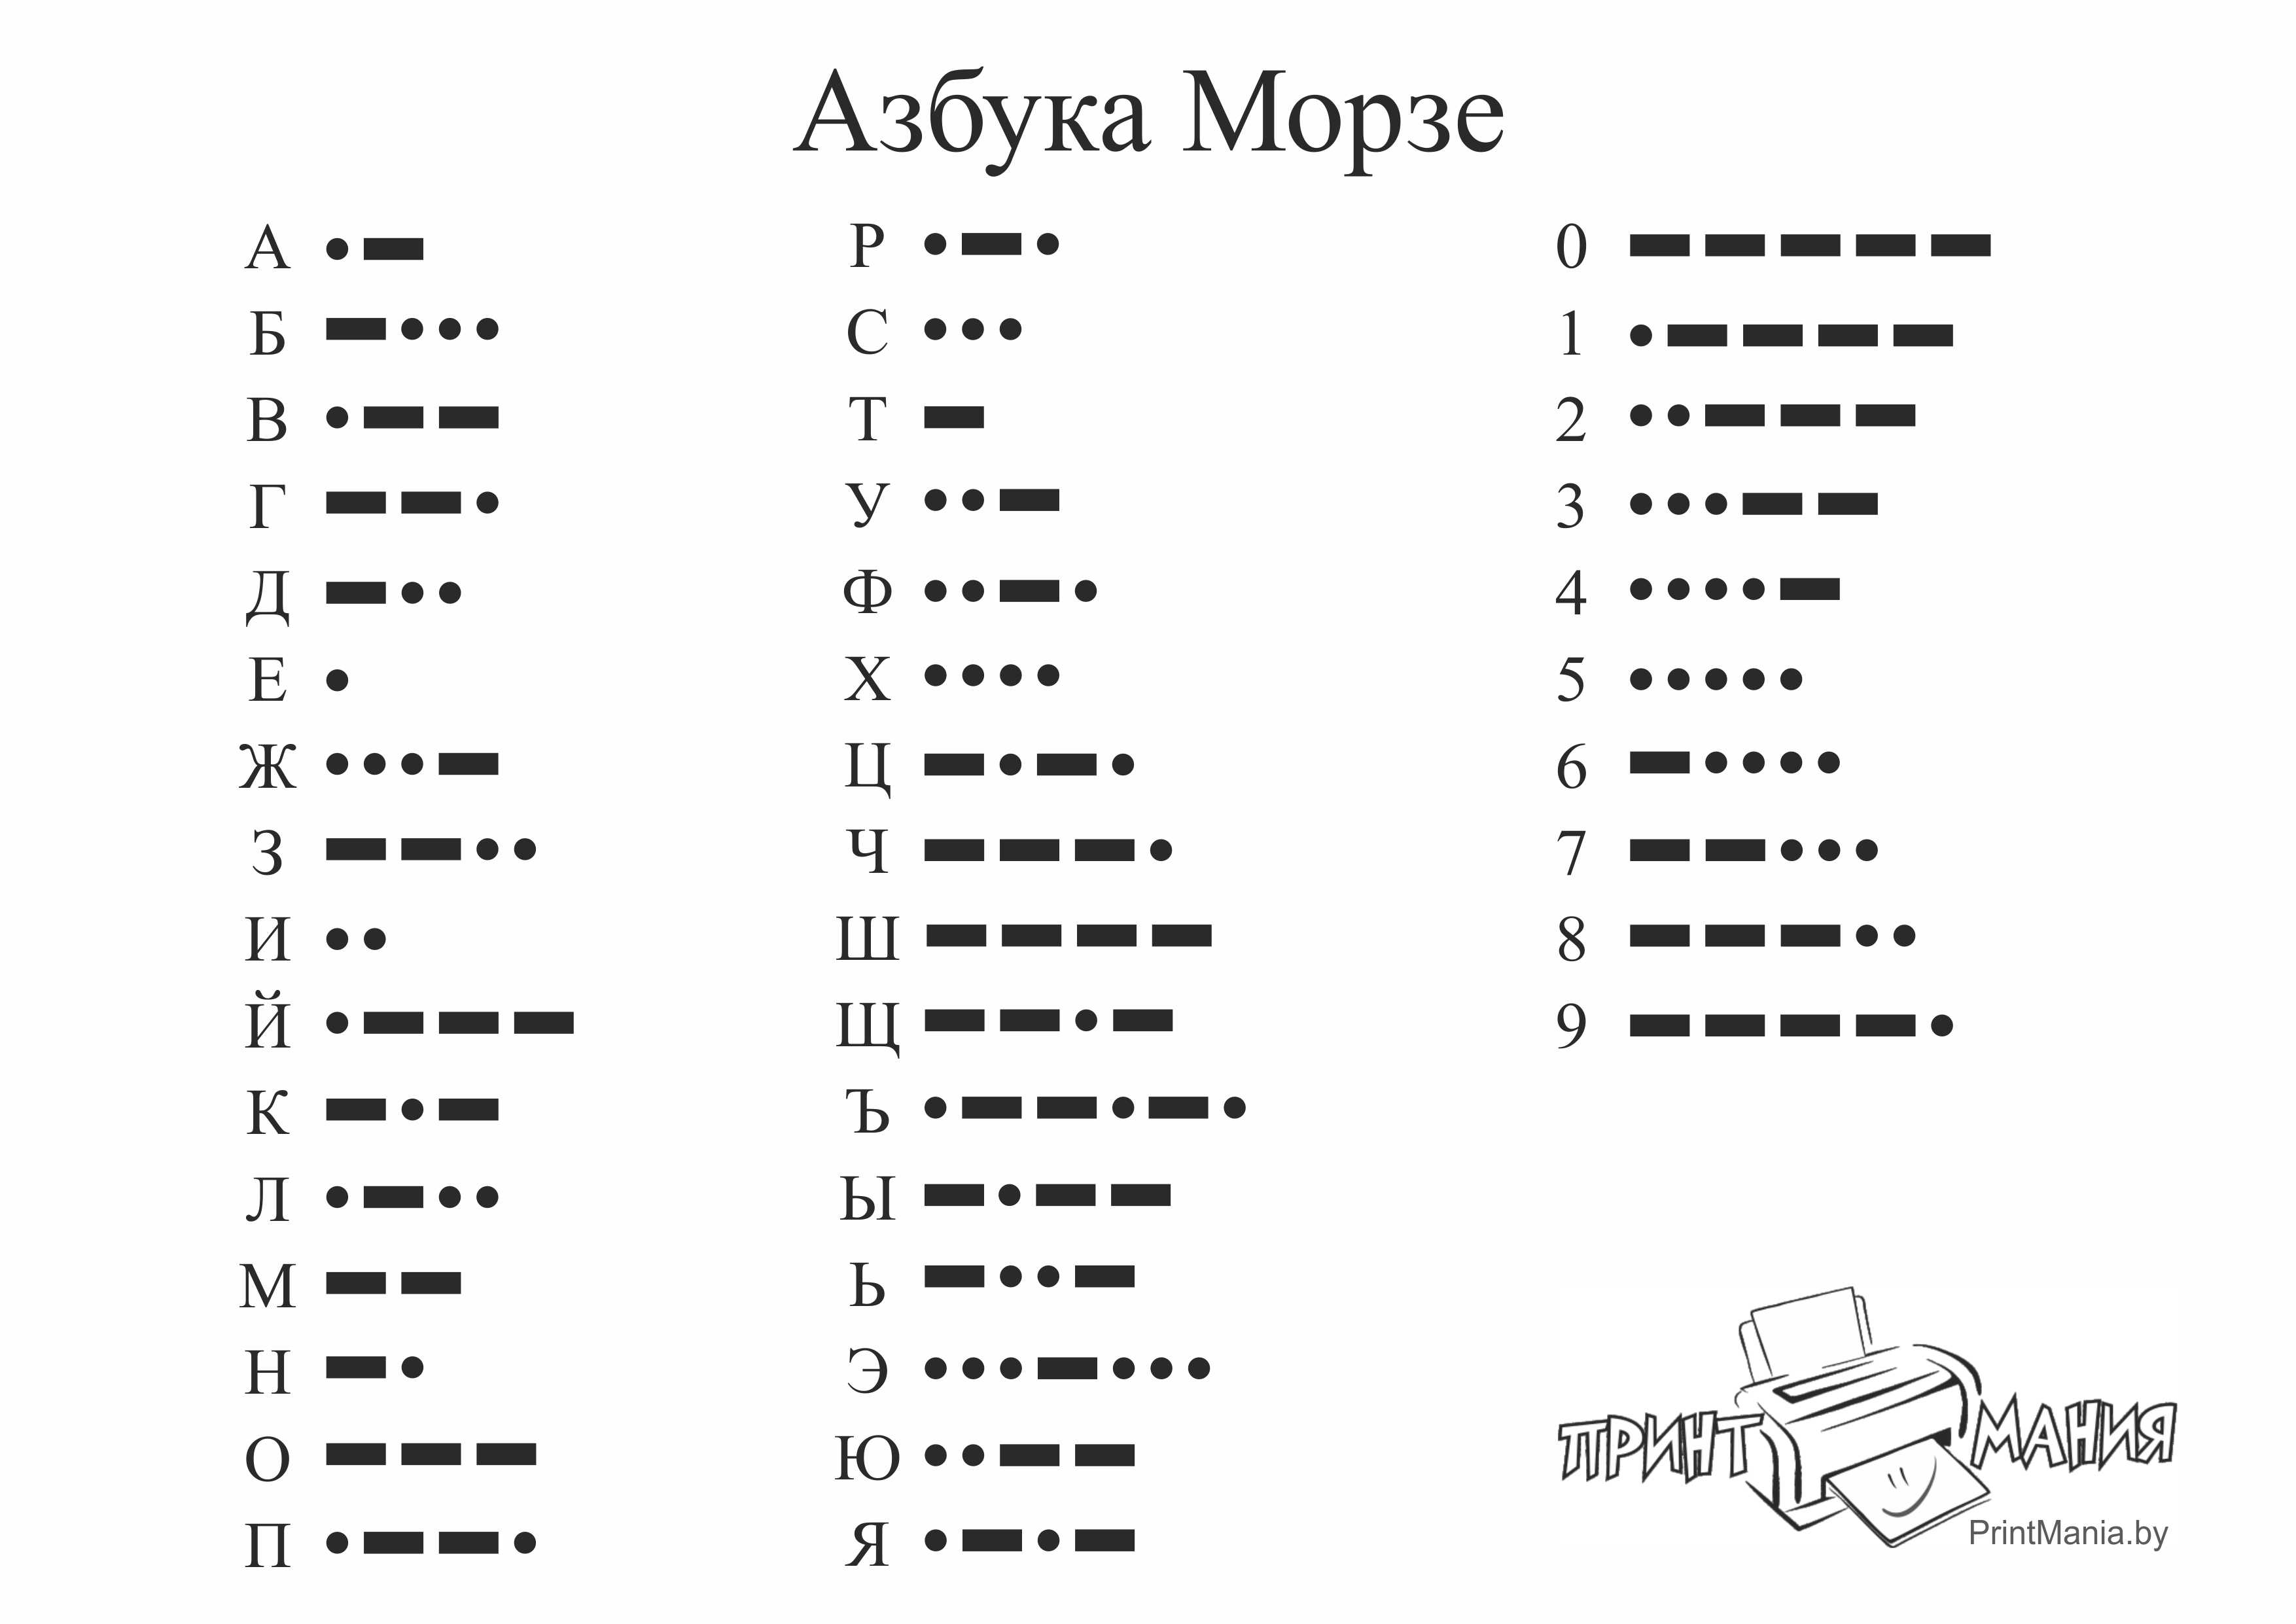 Азбука Морзе
А •−
Б −•••
В •−−
Г −−•
Д −••
Е •
Ж •••−
З −−••
И ••
Й •−−−
К −•−
Л •−••
М −−
Н −•
О −−−
П •−−•
Р •−•
С •••
Т −
У ••−
Ф ••−•
Х ••••
Ц −•−•
Ч −−−•
Ш −−−−
Щ −−•−
Ъ •−−•−•
Ы −•−−
Ь −••−
Э •••−•••
Ю ••−−
Я •−•−
0 −−−−−
1 •−−−−
2 ••−−−
3 •••−−
4 ••••−
5 •••••
6 −••••
7 −−•••
8 −−−••
9 −−−−•
ПРИНТ МАНИЯ
PrintMania.by